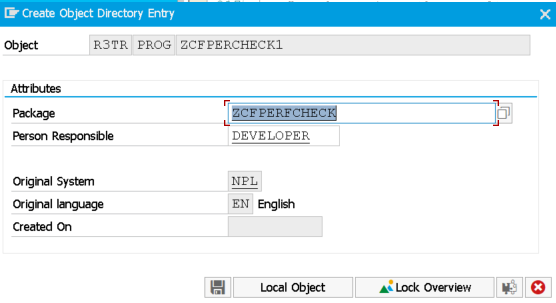 Create Object Directory Entry
Object R3TR PROG ZCFPERCHECK1
Attributes
Package ZCFPERFCHECK
Person Responsible DEVELOPER
Original System NPL
Original language EN English
Created On
Local Object Lock Overview